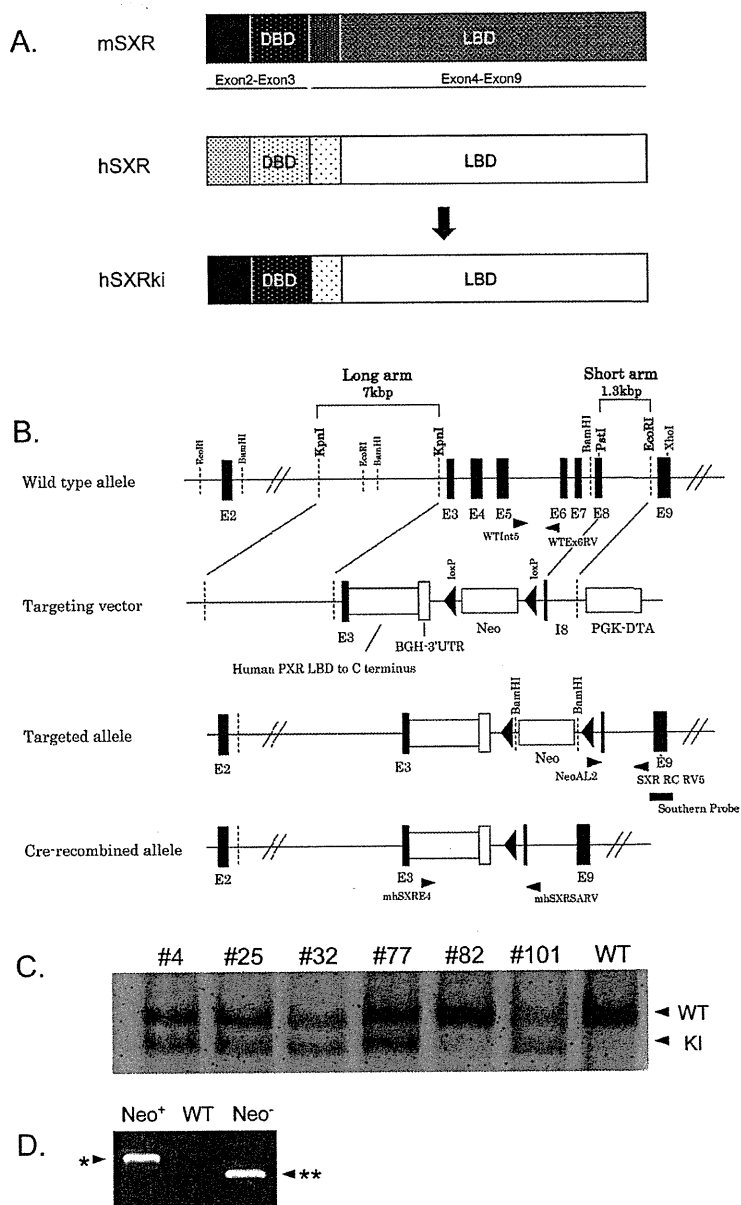 A.
mSXR
DBD
LBD
Exon2-Exon3
Exon4-Exon9
hSXR
DBD
LBD
hSXRki
DBD
LBD
B.
Long arm
7kbp
Short arm
1.3kbp
EcoRI
BamHI
KpnI
EcoRI
BamHI
KpnI
BamHI
PstI
EcoRI
XhoI
Wild type allele
E2
E3
E4
E5
E6
E7
E8
E9
WTInt5
WTEx6RV
Targeting vector
loxP
loxP
E3
BGH-3'UTR
Neo
I8
PGK-DTA
Human PXR LBD to C terminus
BamHI
BamHI
Targeted allele
E2
E3
Neo
E9
NeoAL2
SXR RC RV5
Southern Probe
Cre-recombined allele
E2
E3
E9
mhSXRE4
mhSXRSARV
C.
#4 #25 #32 #77 #82 #101 WT
WT
KI
D.
Neo+ WT Neo-
*
**